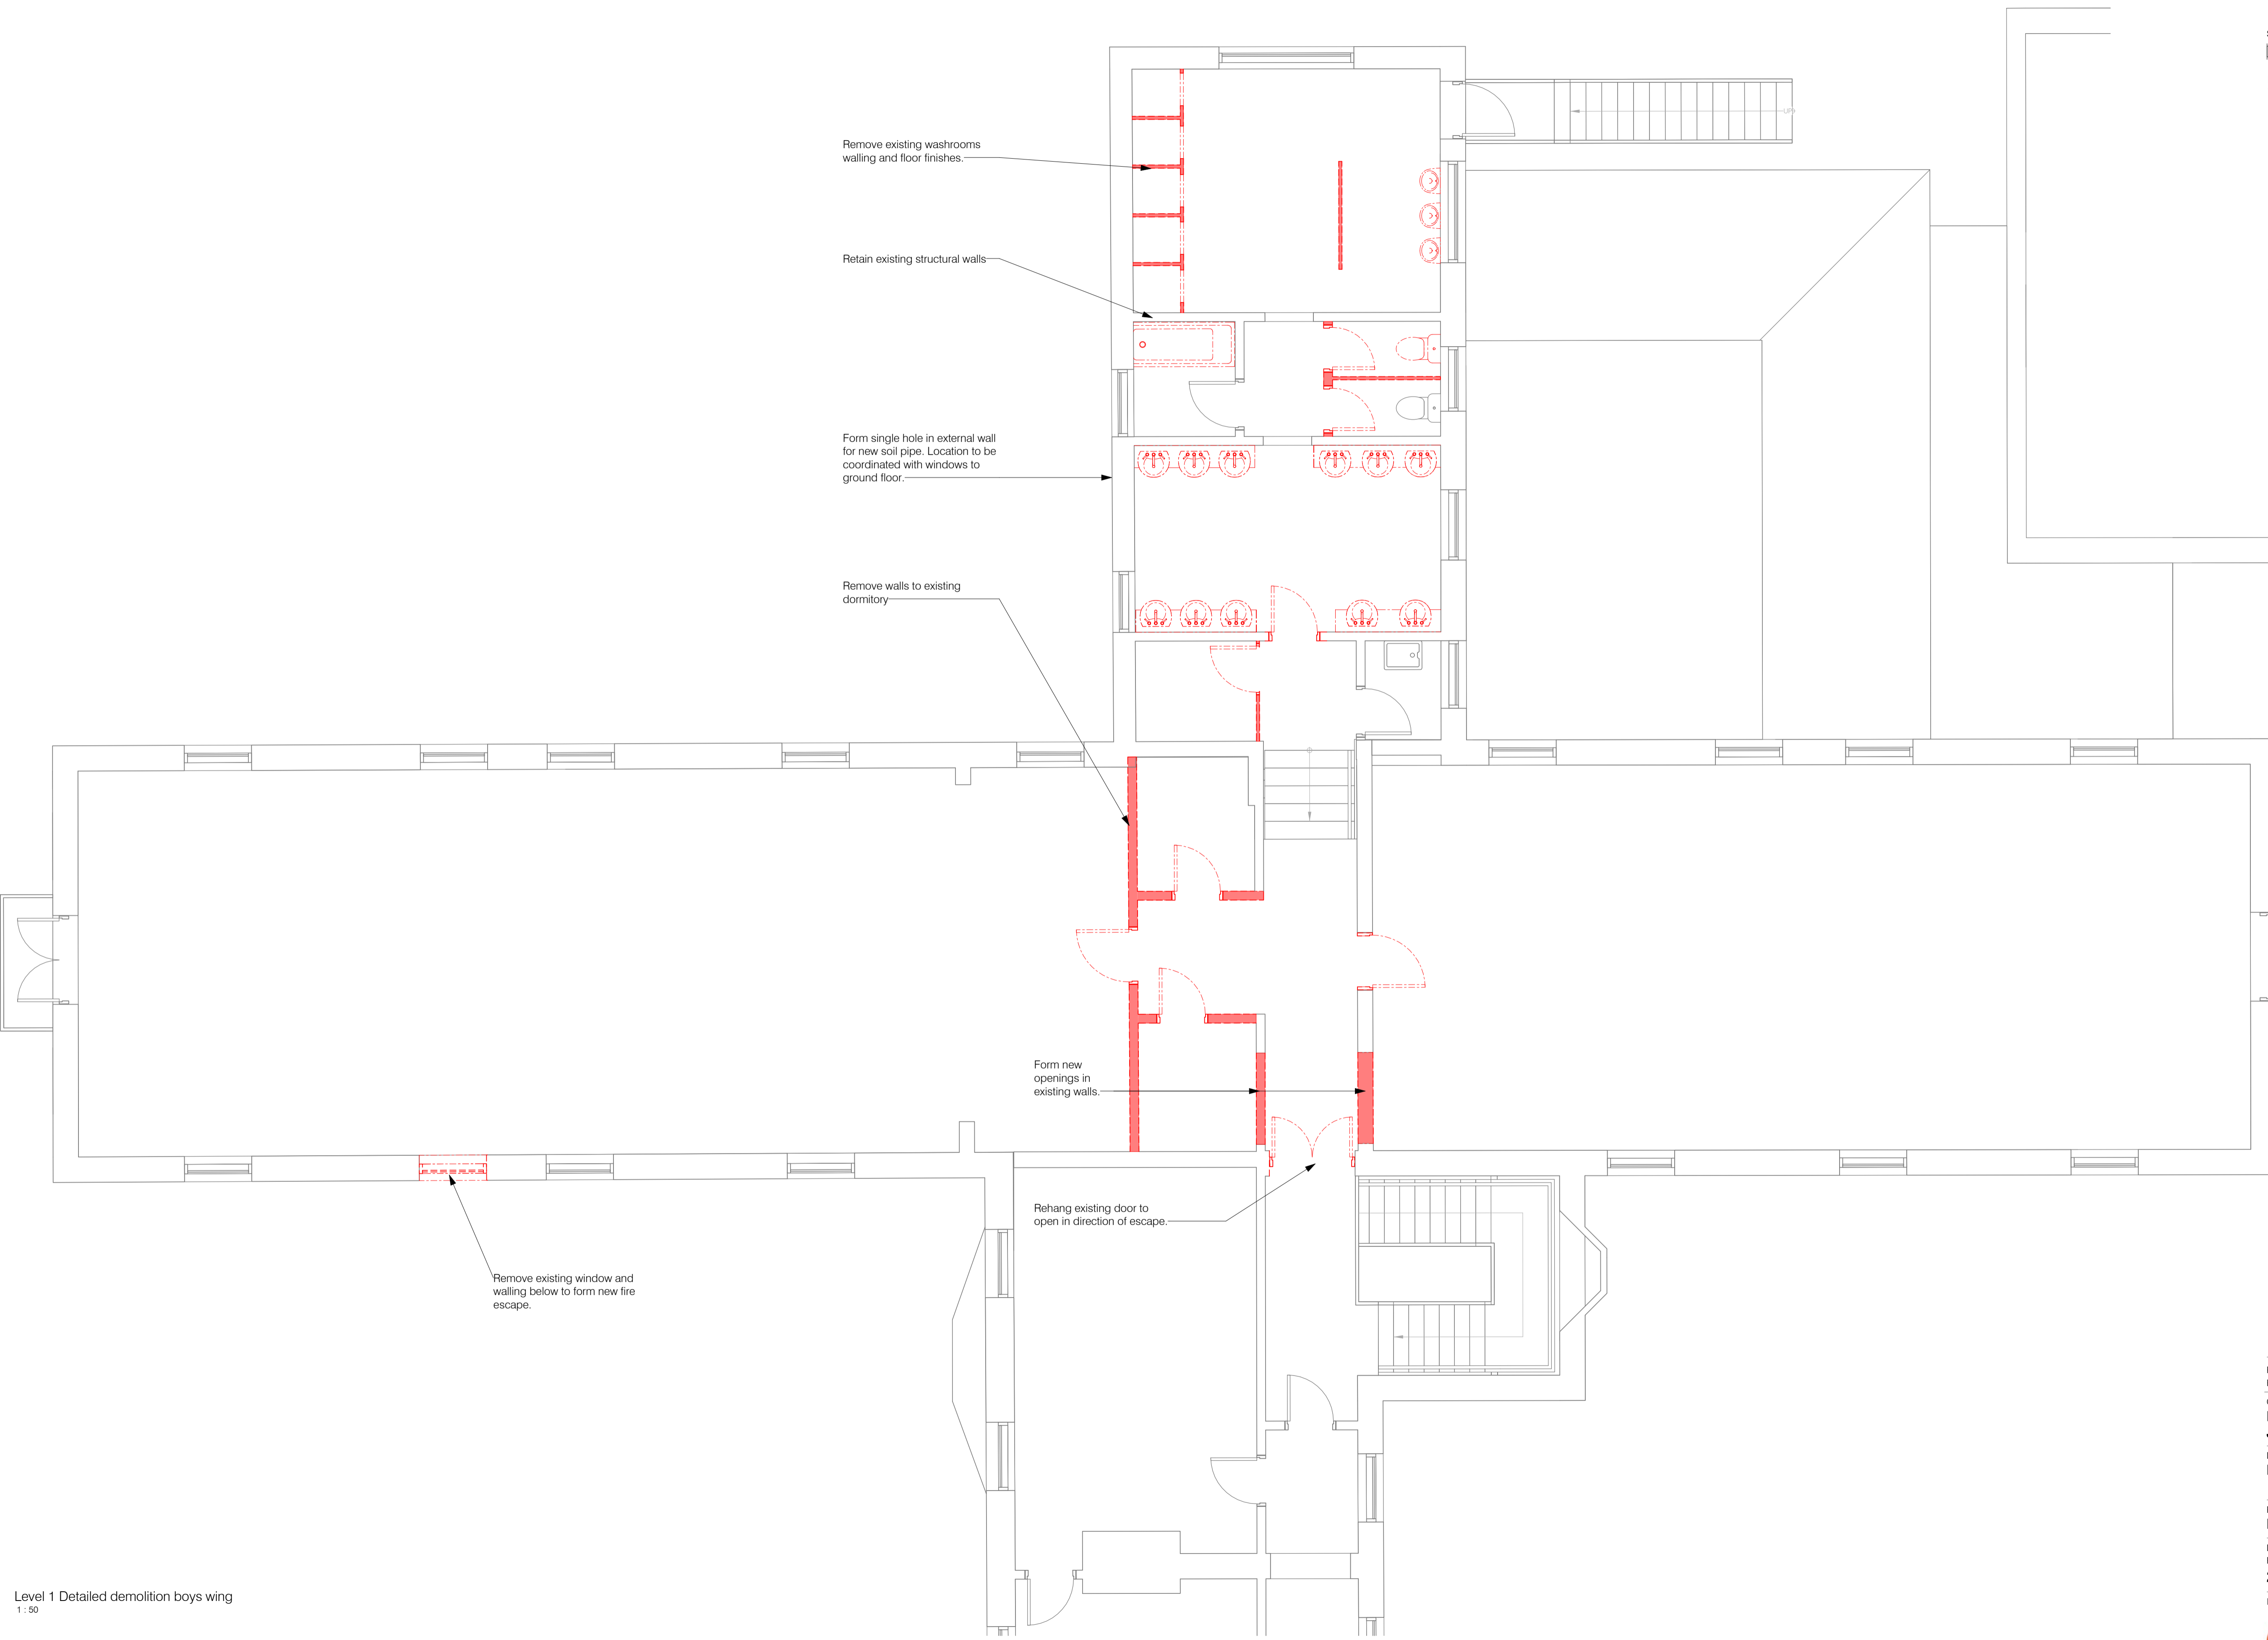 UP
Remove existing washrooms
walling and floor finishes.
Retain existing structural walls
Form single hole in external wall
for new soil pipe. Location to be
coordinated with windows to
ground floor.
Remove walls to existing
dormitory
Form new
openings in
existing walls.
Rehang existing door to
open in direction of escape.
Remove existing window and
walling below to form new fire
escape.
Level 1 Detailed demolition boys wing
1 : 50